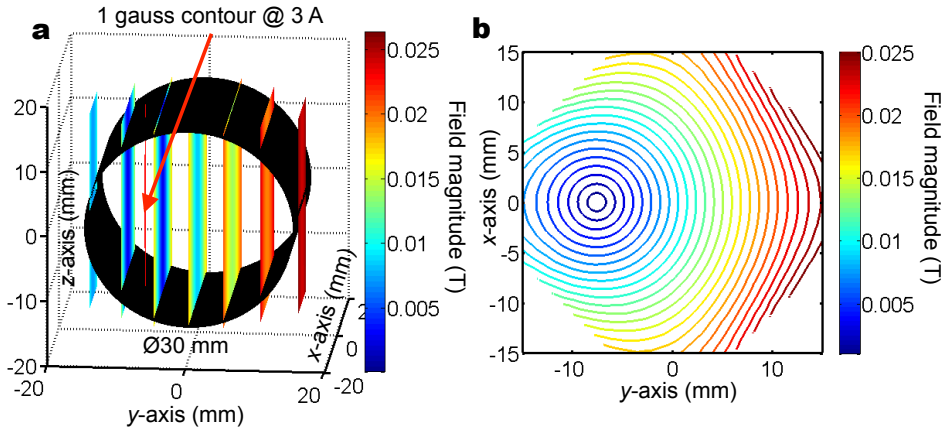 1 gauss contour @ 3 A
a
20
10
0
-10
-20
z-axis (mm)
-20
0
20
y-axis (mm)
-20
0
2
x-axis (mm)
Ø30 mm
0.025
0.02
0.015
0.01
0.005
Field magnitude (T)
b
15
10
5
0
-5
-10
-15
x-axis (mm)
-10
0
10
y-axis (mm)
0.025
0.02
0.015
0.01
0.005
Field magnitude (T)